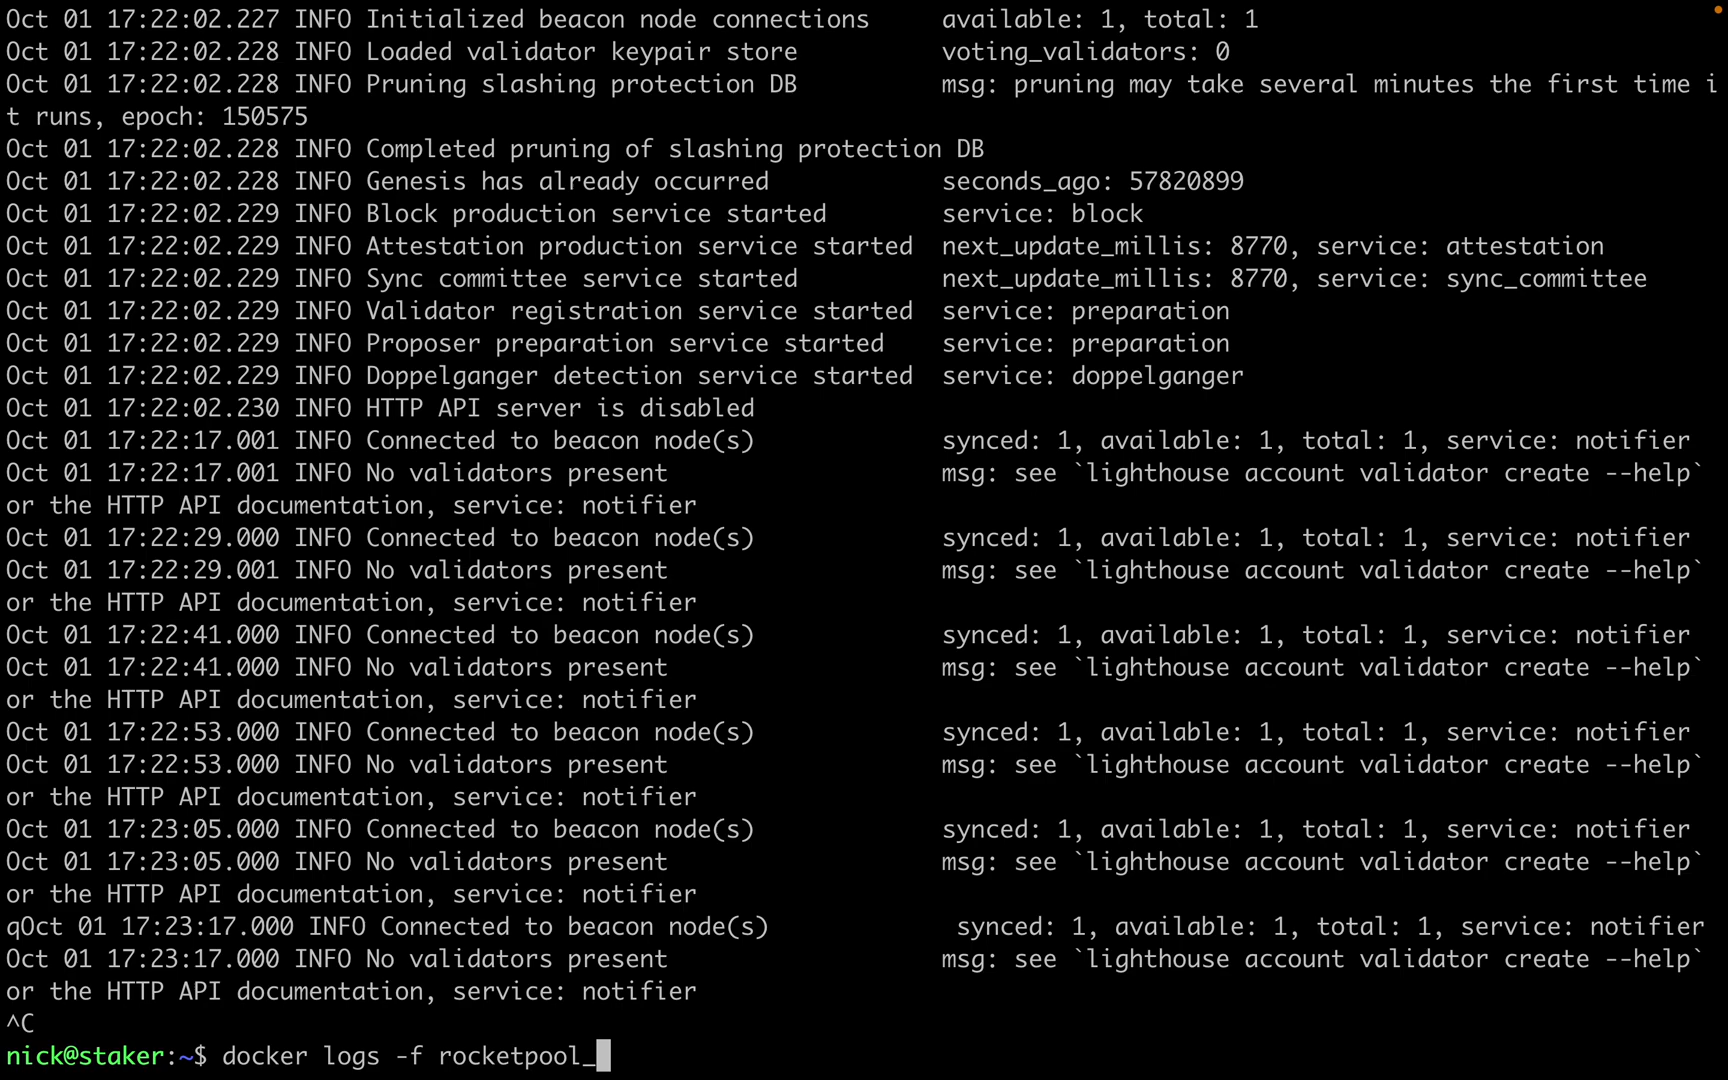 Oct 01 17:22:02.227 INFO Initialized beacon node connections     available: 1, total: 1
Oct 01 17:22:02.228 INFO Loaded validator keypair store          voting_validators: 0
Oct 01 17:22:02.228 INFO Pruning slashing protection DB          msg: pruning may take several minutes the first time i
t runs, epoch: 150575
Oct 01 17:22:02.228 INFO Completed pruning of slashing protection DB
Oct 01 17:22:02.228 INFO Genesis has already occurred            seconds_ago: 57820899
Oct 01 17:22:02.229 INFO Block production service started        service: block
Oct 01 17:22:02.229 INFO Attestation production service started  next_update_millis: 8770, service: attestation
Oct 01 17:22:02.229 INFO Sync committee service started          next_update_millis: 8770, service: sync_committee
Oct 01 17:22:02.229 INFO Validator registration service started  service: preparation
Oct 01 17:22:02.229 INFO Proposer preparation service started    service: preparation
Oct 01 17:22:02.229 INFO Doppelganger detection service started  service: doppelganger
Oct 01 17:22:02.230 INFO HTTP API server is disabled
Oct 01 17:22:17.001 INFO Connected to beacon node(s)             synced: 1, available: 1, total: 1, service: notifier
Oct 01 17:22:17.001 INFO No validators present                   msg: see `lighthouse account validator create --help`
or the HTTP API documentation, service: notifier
Oct 01 17:22:29.000 INFO Connected to beacon node(s)             synced: 1, available: 1, total: 1, service: notifier
Oct 01 17:22:29.001 INFO No validators present                   msg: see `lighthouse account validator create --help`
or the HTTP API documentation, service: notifier
Oct 01 17:22:41.000 INFO Connected to beacon node(s)             synced: 1, available: 1, total: 1, service: notifier
Oct 01 17:22:41.000 INFO No validators present                   msg: see `lighthouse account validator create --help`
or the HTTP API documentation, service: notifier
Oct 01 17:22:53.000 INFO Connected to beacon node(s)             synced: 1, available: 1, total: 1, service: notifier
Oct 01 17:22:53.000 INFO No validators present                   msg: see `lighthouse account validator create --help`
or the HTTP API documentation, service: notifier
Oct 01 17:23:05.000 INFO Connected to beacon node(s)             synced: 1, available: 1, total: 1, service: notifier
Oct 01 17:23:05.000 INFO No validators present                   msg: see `lighthouse account validator create --help`
or the HTTP API documentation, service: notifier
qOct 01 17:23:17.000 INFO Connected to beacon node(s)             synced: 1, available: 1, total: 1, service: notifier
Oct 01 17:23:17.000 INFO No validators present                   msg: see `lighthouse account validator create --help`
or the HTTP API documentation, service: notifier
^C
nick@staker:~$ docker logs -f rocketpool_